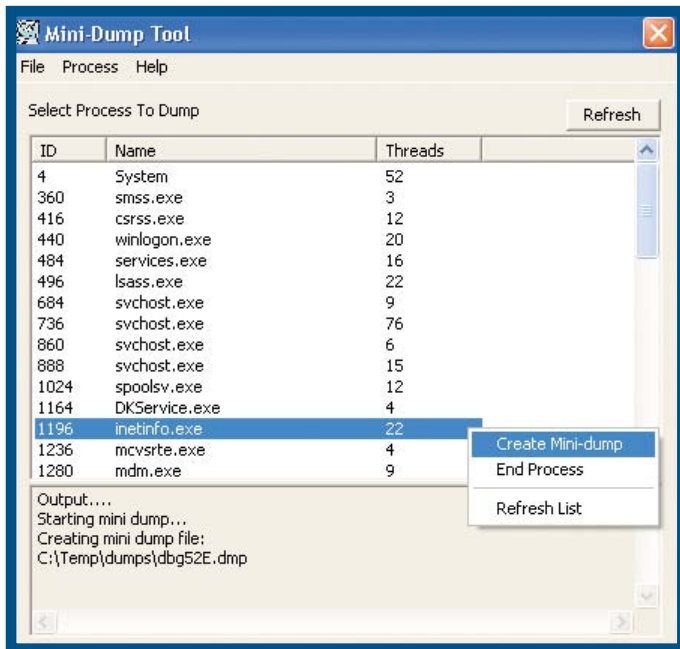 Mini-Dump Tool
File Process Help
Select Process To Dump
Refresh
ID Name Threads
4 System 52
360 smss.exe 3
416 csrss.exe 12
440 winlogon.exe 20
484 services.exe 16
496 lsass.exe 22
684 svchost.exe 9
736 svchost.exe 76
860 svchost.exe 6
888 svchost.exe 15
1024 spoolsv.exe 12
1164 DKService.exe 4
1196 inetinfo.exe 22
1236 mcvsrte.exe 4
1280 mdm.exe 9
Create Mini-dump
End Process
Refresh List
Output....
Starting mini dump...
Creating mini dump file:
C:\Temp\dumps\dbg52E.dmp